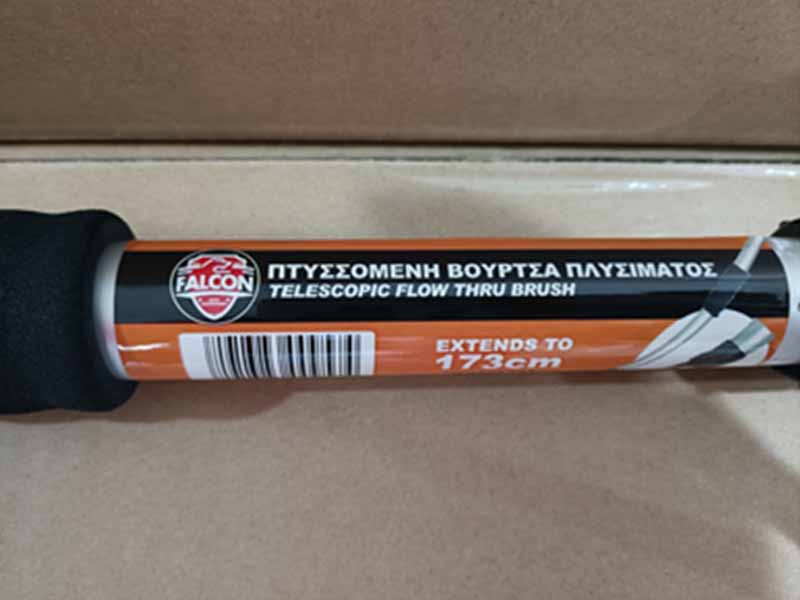 FALCON
ΠΤΥΣΣΟΜΕΝΗ ΒΟΥΡΤΣΑ ΠΛΥΣΙΜΑΤΟΣ
TELESCOPIC FLOW THRU BRUSH
EXTENDS TO
173cm